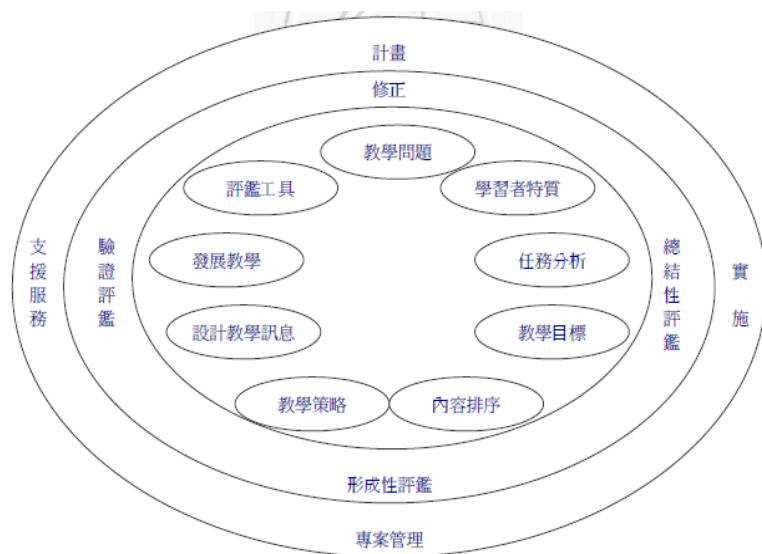 計畫
修正
教學問題
評鑑工具
學習者特質
支援服務
驗證評鑑
發展教學
任務分析
總結性評鑑
實施
設計教學訊息
教學目標
教學策略
內容排序
形成性評鑑
專案管理